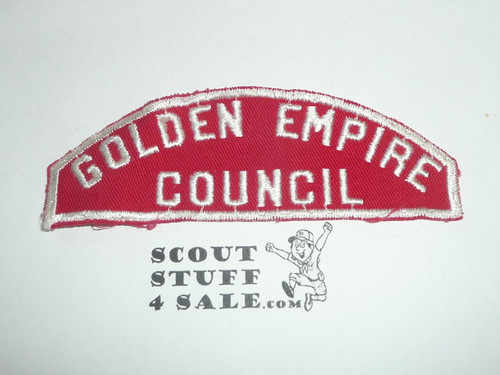 GOLDEN EMPIRE
COUNCIL
SCOUT
STUFF
4 SALE.COM